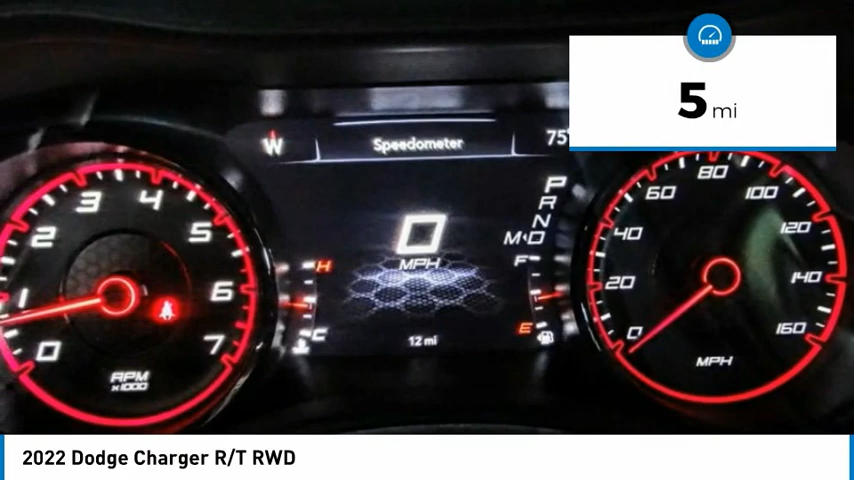 5 mi
W Speedometer 75°
3 4
2 5
1 6
0 7
RPM
x1000
H
C
0
MPH
12 mi
P
R
N
M◂D
F
E
80
60 100
40 120
20 140
0 160
MPH
2022 Dodge Charger R/T RWD